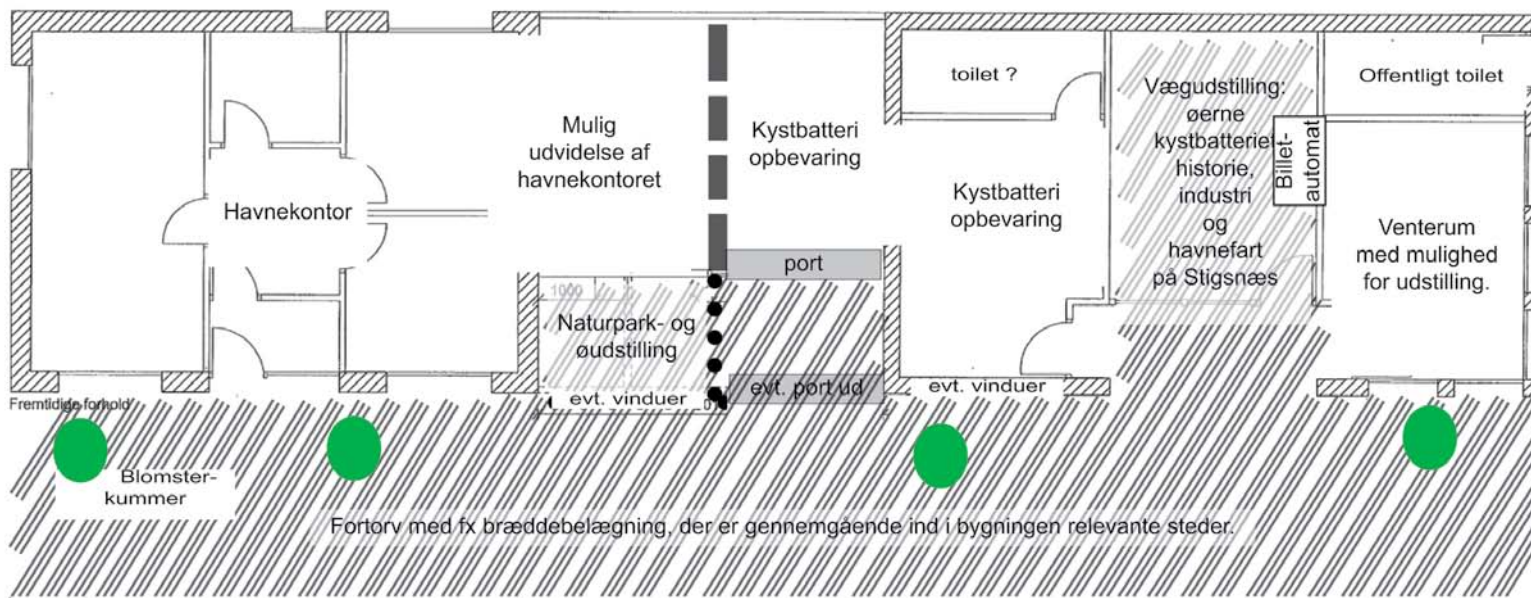 toilet ?
Offentligt toilet
Vægudstilling:
øerne
kystbatteriet
historie,
industri
og
havnefart
på Stigsnæs
Billet-
automat
Mulig
udvidelse af
havnekontoret
Kystbatteri
opbevaring
Kystbatteri
opbevaring
Havnekontor
Venterum
med mulighed
for udstilling.
port
1000
Naturpark- og
øudstilling
evt. vinduer
0
evt. port ud
evt. vinduer
Fremtidige forhold
Blomster-
kummer
Fortorv med fx bræddebelægning, der er gennemgående ind i bygningen relevante steder.